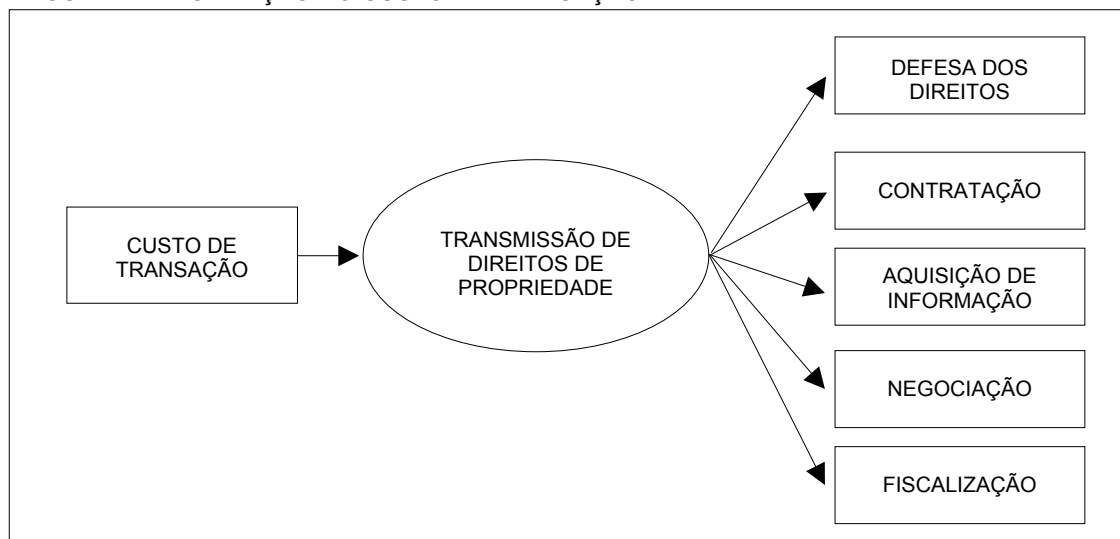 CUSTO DE
TRANSAÇÃO
TRANSMISSÃO DE
DIREITOS DE
PROPRIEDADE
DEFESA DOS
DIREITOS
CONTRATAÇÃO
AQUISIÇÃO DE
INFORMAÇÃO
NEGOCIAÇÃO
FISCALIZAÇÃO